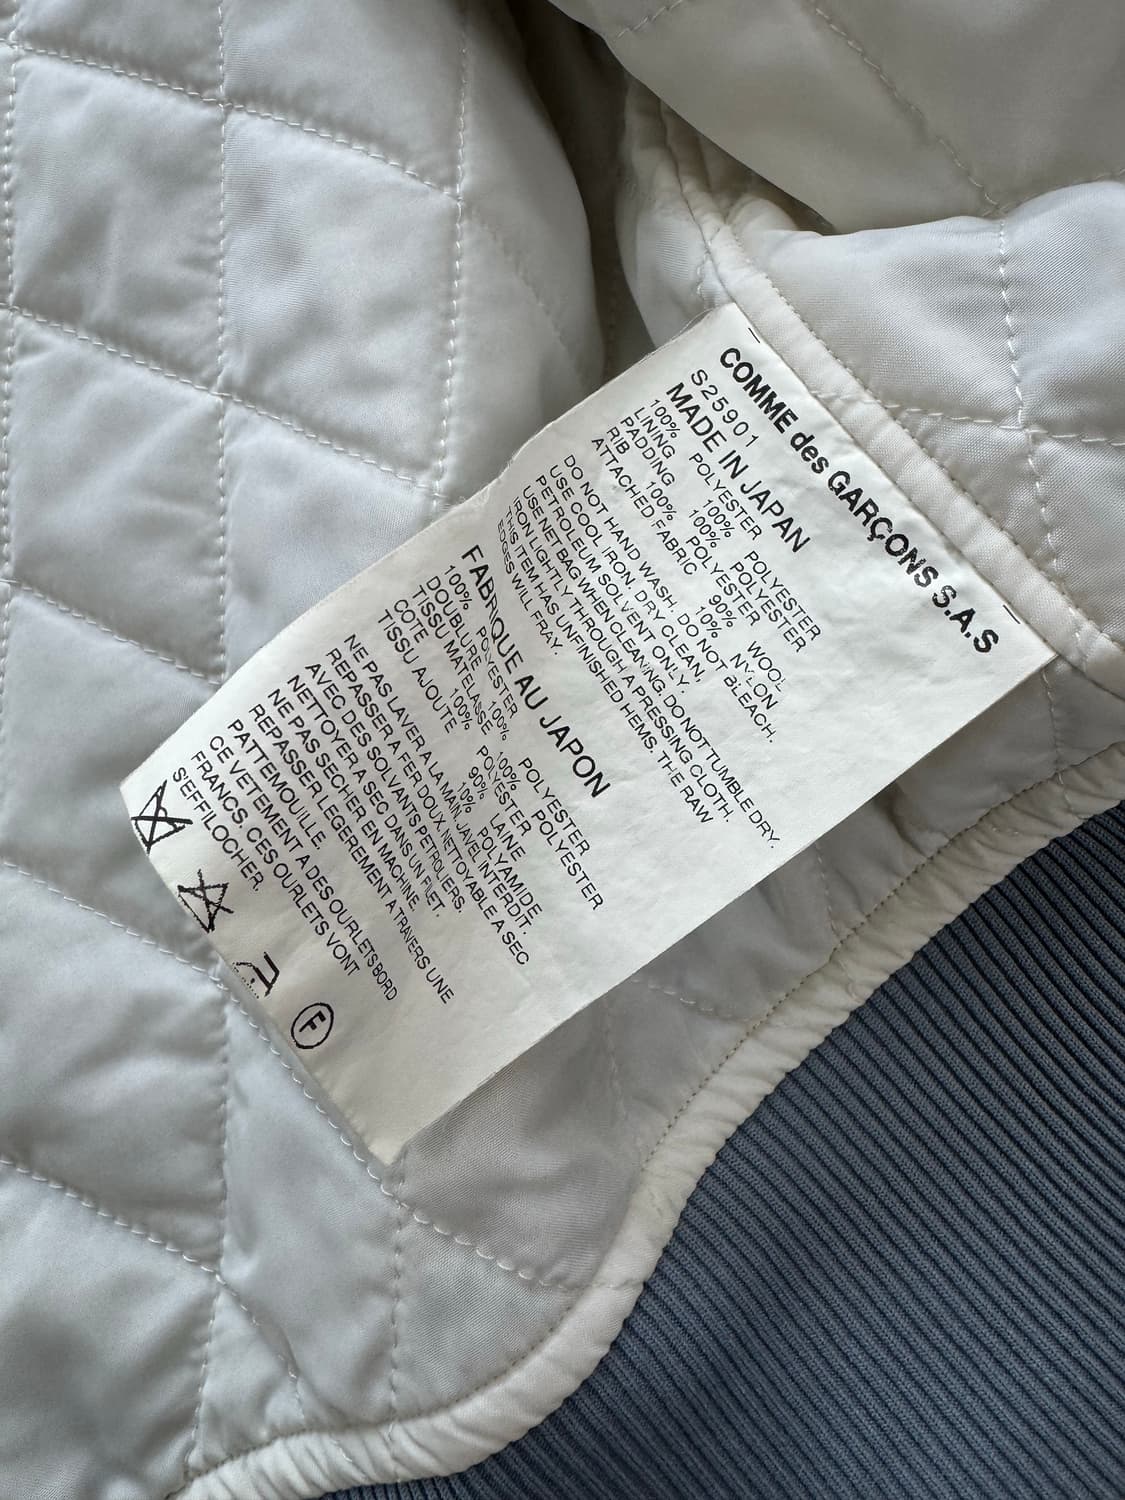 COMME des GARÇONS S.A.S
S25901
MADE IN JAPAN
100% POLYESTER
LINING 100% POLYESTER
PADDING 100% POLYESTER
RIB 100% POLYESTER
ATTACHED FABRIC 90% WOOL
10% NYLON
DO NOT HAND WASH. DO NOT BLEACH.
USE COOL IRON. DRY CLEAN,
PETROLEUM SOLVENT ONLY.
USE NET BAG WHEN CLEANING. DO NOT TUMBLE DRY.
IRON LIGHTLY THROUGH A PRESSING CLOTH.
THIS ITEM HAS UNFINISHED HEMS. THE RAW
EDGES WILL FRAY.
FABRIQUE AU JAPON
100% POLYESTER
DOUBLURE 100% POLYESTER
TISSU MATELASSE 100% POLYESTER
COTE 100% POLYESTER
TISSU AJOUTE 90% LAINE
10% POLYAMIDE
NE PAS LAVER A LA MAIN. JAVEL INTERDIT.
REPASSER A FER DOUX. NETTOYABLE A SEC
AVEC DES SOLVANTS PETROLIERS.
NETTOYER A SEC DANS UN FILET.
NE PAS SECHER EN MACHINE.
REPASSER LEGEREMENT A TRAVERS UNE
PATTEMOUILLE.
CE VETEMENT A DES OURLETS BORD
FRANCS, CES OURLETS VONT
S'EFFILOCHER.
F